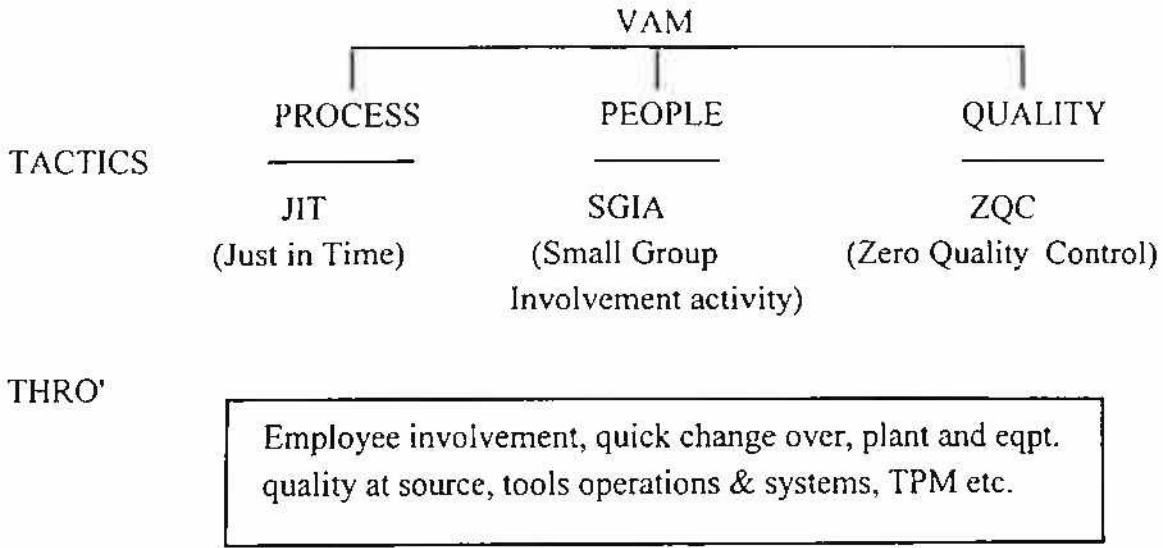 VAM
PROCESS PEOPLE QUALITY
TACTICS
JIT SGIA ZQC
(Just in Time) (Small Group (Zero Quality Control)
Involvement activity)
THRO'
Employee involvement, quick change over, plant and eqpt.
quality at source, tools operations & systems, TPM etc.